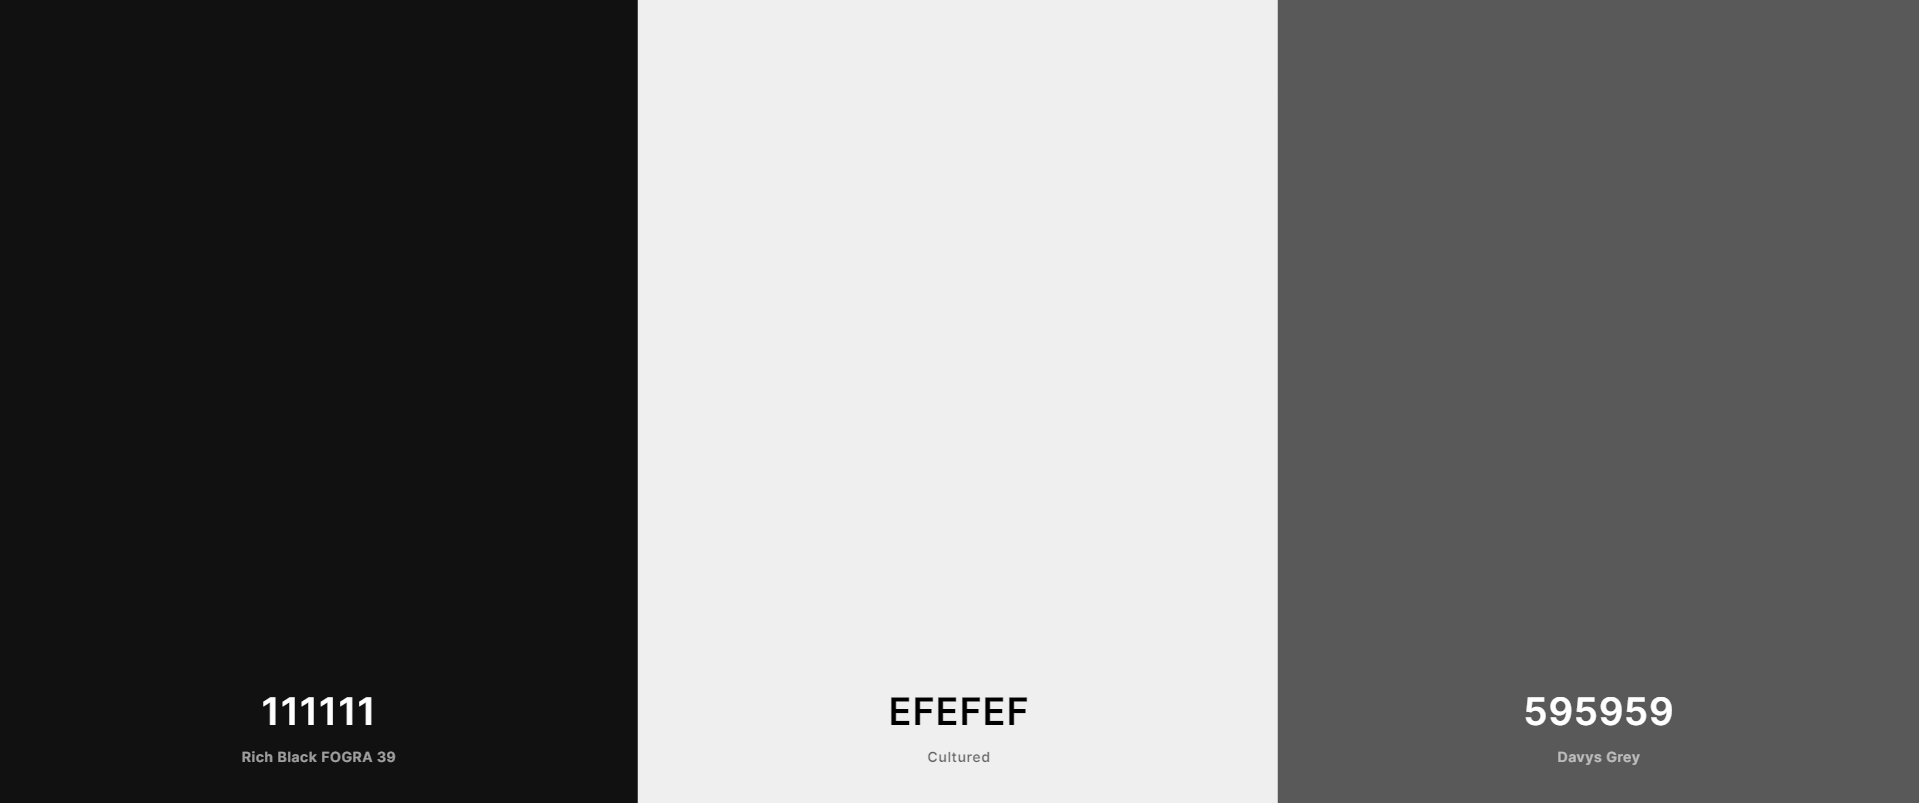 111111
Rich Black FOGRA 39
EFEFEF
Cultured
595959
Davys Grey